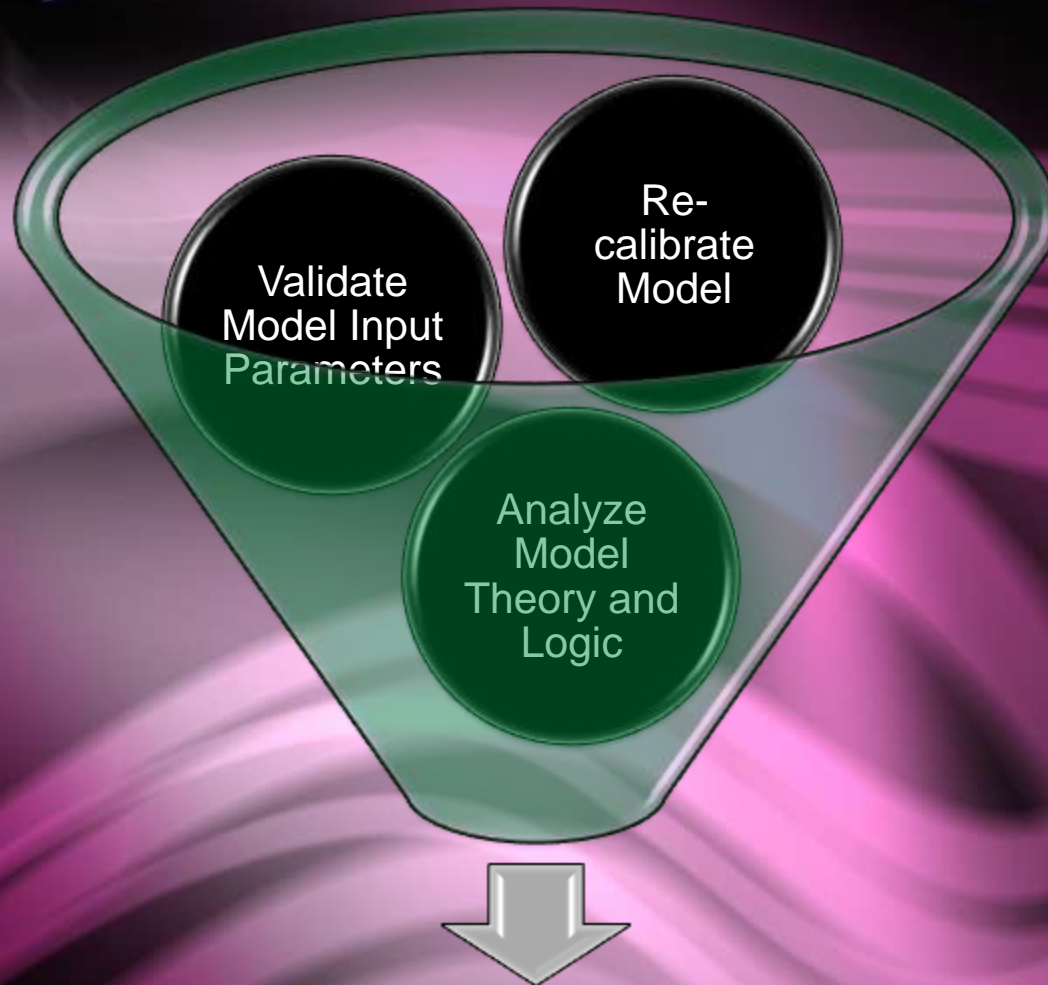 Re-
calibrate
Model
Validate
Model Input
Parameters
Analyze
Model
Theory and
Logic